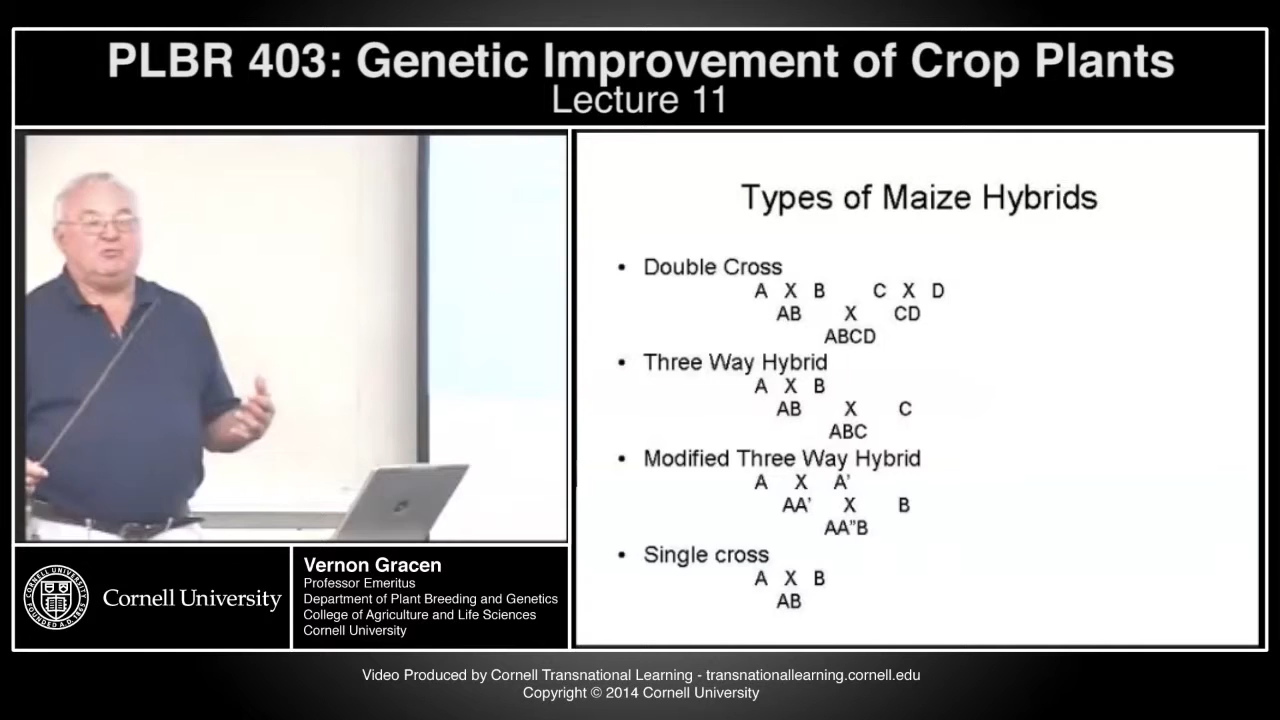 PLBR 403: Genetic Improvement of Crop Plants
Lecture 11
Types of Maize Hybrids
• Double Cross
A X B C X D
AB X CD
ABCD
• Three Way Hybrid
A X B
AB X C
ABC
• Modified Three Way Hybrid
A X A'
AA' X B
AA"B
• Single cross
A X B
AB
Cornell University
Vernon Gracen
Professor Emeritus
Department of Plant Breeding and Genetics
College of Agriculture and Life Sciences
Cornell University
Video Produced by Cornell Transnational Learning - transnationallearning.cornell.edu
Copyright © 2014 Cornell University